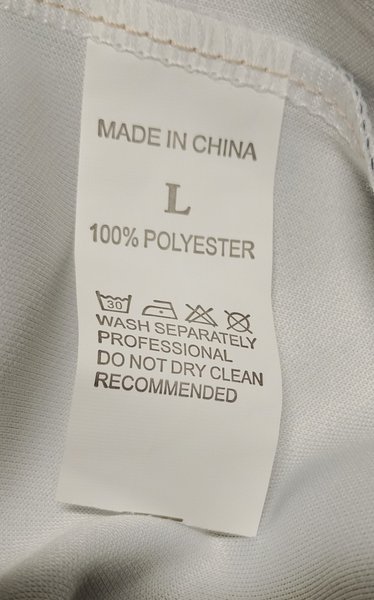 MADE IN CHINA
L
100% POLYESTER
30
WASH SEPARATELY
PROFESSIONAL
DO NOT DRY CLEAN
RECOMMENDED